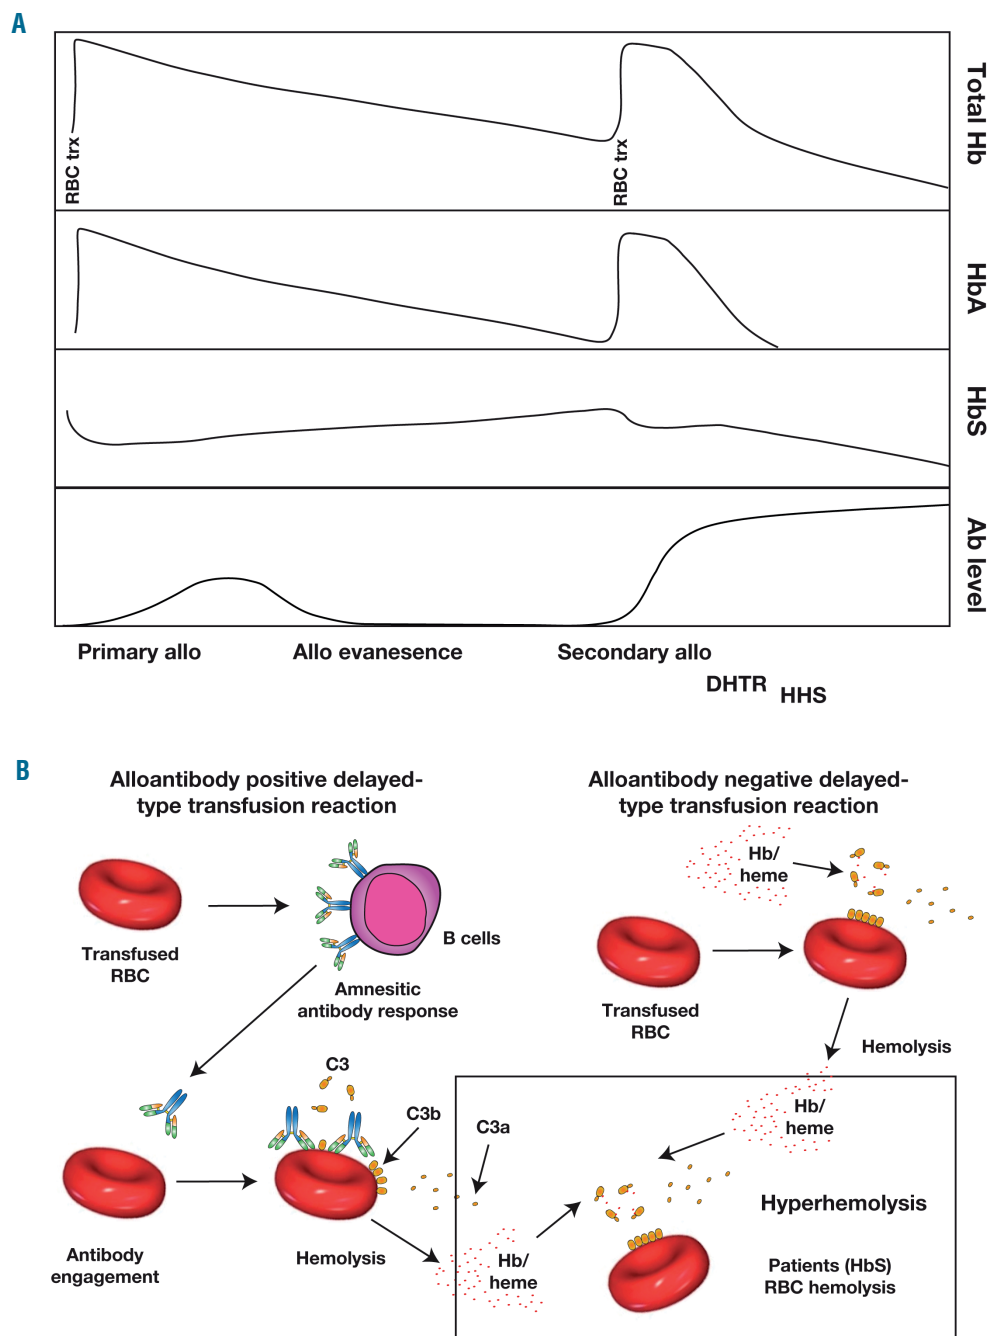 A
RBC trx
RBC trx
Total Hb
HbA
HbS
Ab level
Primary allo
Allo evanesence
Secondary allo
DHTR
HHS
B
Alloantibody positive delayed-
type transfusion reaction
Transfused
RBC
B cells
Amnesitic
antibody response
C3
C3b
C3a
Antibody
engagement
Hemolysis
Hb/
heme
Alloantibody negative delayed-
type transfusion reaction
Hb/
heme
Transfused
RBC
Hemolysis
Hb/
heme
Hyperhemolysis
Patients (HbS)
RBC hemolysis